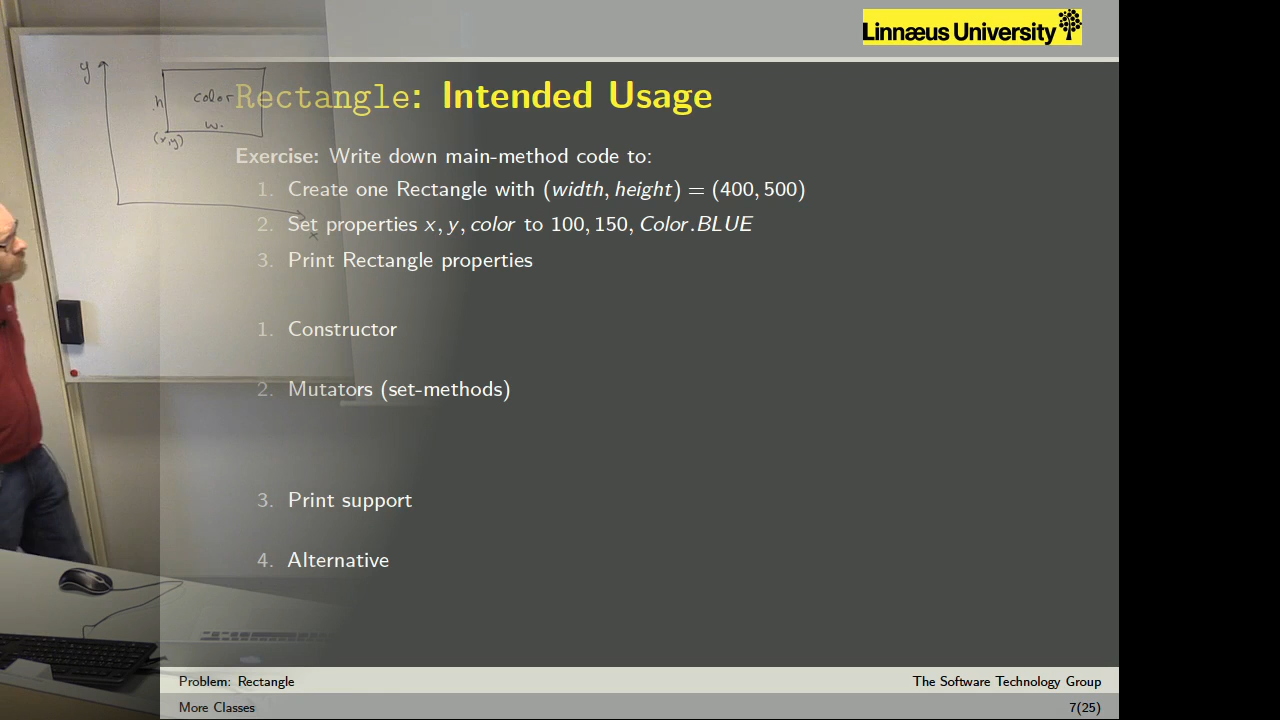 Linnæus University
y
h
color
w.
(x,y)
x
Rectangle: Intended Usage
Exercise: Write down main-method code to:
1. Create one Rectangle with (width, height) = (400, 500)
2. Set properties x, y, color to 100, 150, Color.BLUE
3. Print Rectangle properties
1. Constructor
2. Mutators (set-methods)
3. Print support
4. Alternative
Problem: Rectangle
The Software Technology Group
More Classes
7(25)